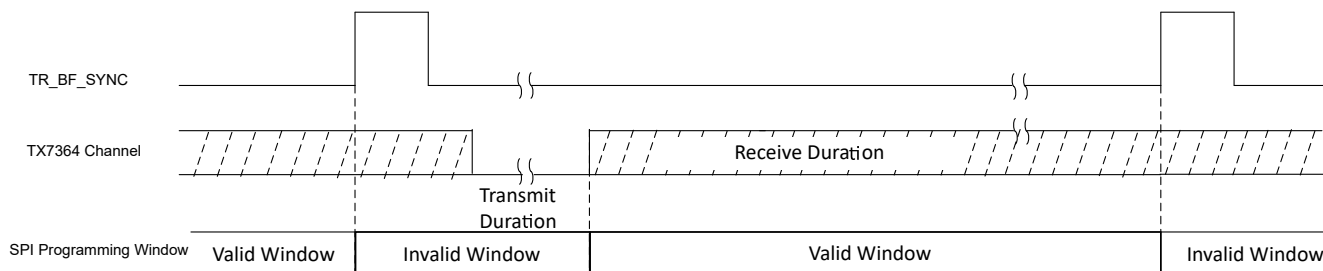 TR_BF_SYNC
TX7364 Channel
Receive Duration
Transmit
Duration
SPI Programming Window
Valid Window
Invalid Window
Valid Window
Invalid Window